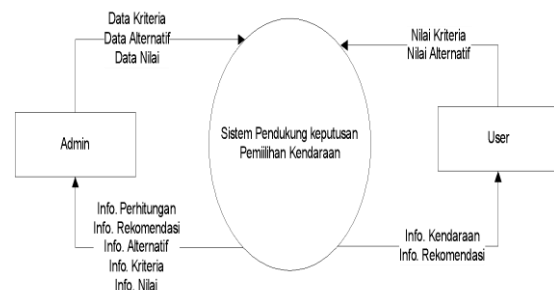 Data Kriteria
Data Alternatif
Data Nilai
Nilai Kriteria
Nilai Alternatif
Admin
Sistem Pendukung keputusan
Pemiilihan Kendaraan
User
Info. Perhitungan
Info. Rekomendasi
Info. Alternatif
Info. Kriteria
Info. Nilai
Info. Kendaraan
Info. Rekomendasi